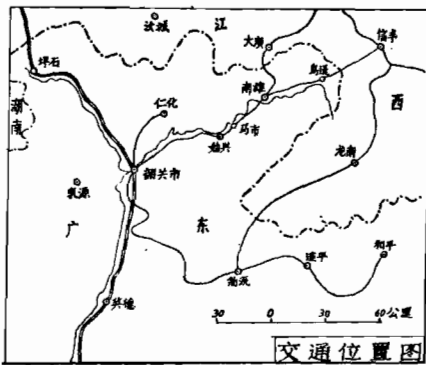 汝城
江
大庾
信丰
坪石
乌迳
南雄
西
湖南
仁化
马市
始兴
龙南
韶关市
乳源
广
东
和平
连平
翁沅
英德
30 0 30 60公里
交通位置图